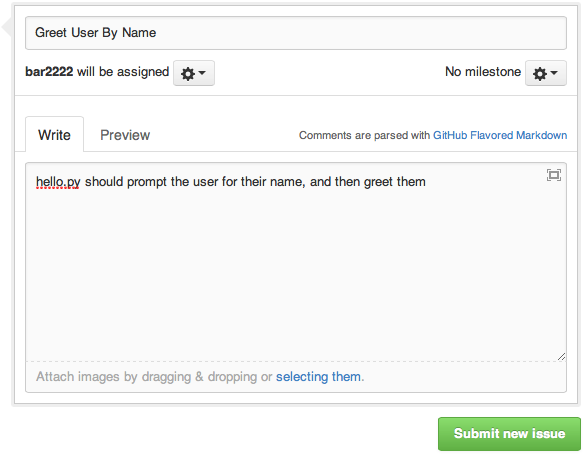 Greet User By Name
bar2222 will be assigned No milestone
Write Preview Comments are parsed with GitHub Flavored Markdown
hello.py should prompt the user for their name, and then greet them
Attach images by dragging & dropping or selecting them.
Submit new issue